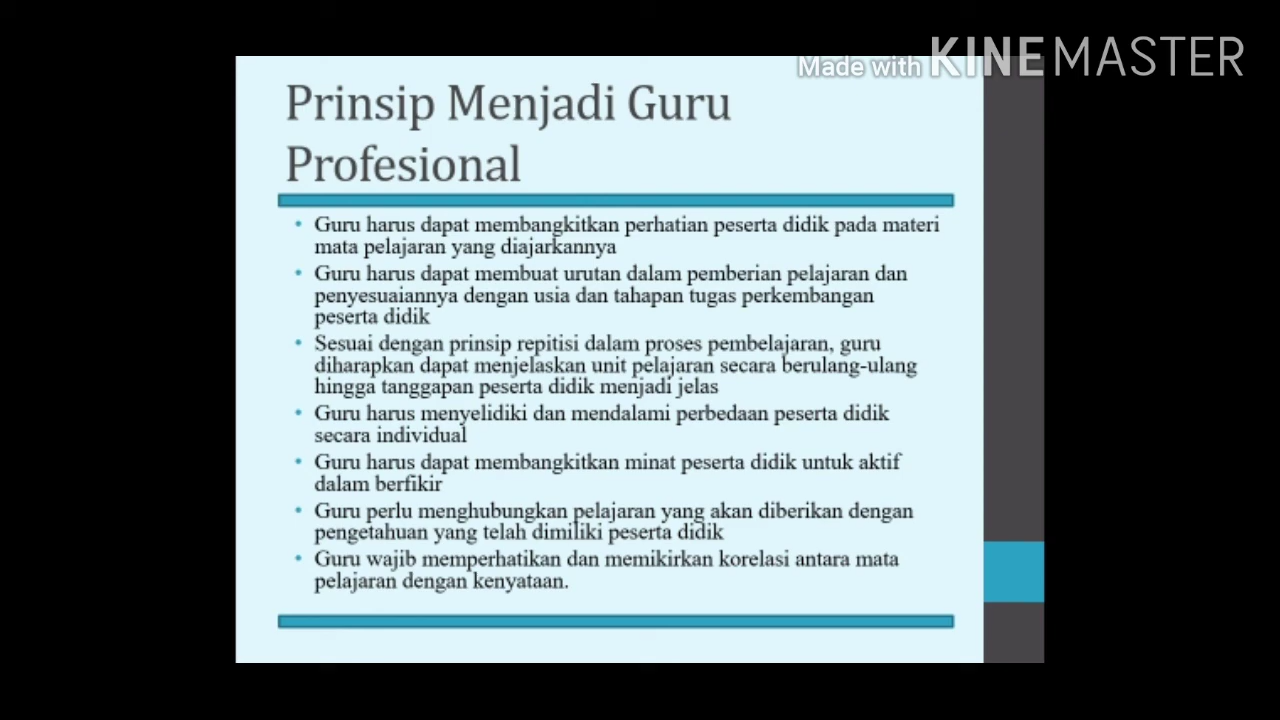 Made with KINEMASTER
Prinsip Menjadi Guru
Profesional
• Guru harus dapat membangkitkan perhatian peserta didik pada materi
mata pelajaran yang diajarkannya
• Guru harus dapat membuat urutan dalam pemberian pelajaran dan
penyesuaiannya dengan usia dan tahapan tugas perkembangan
peserta didik
• Sesuai dengan prinsip repitisi dalam proses pembelajaran, guru
diharapkan dapat menjelaskan unit pelajaran secara berulang-ulang
hingga tanggapan peserta didik menjadi jelas
• Guru harus menyelidiki dan mendalami perbedaan peserta didik
secara individual
• Guru harus dapat membangkitkan minat peserta didik untuk aktif
dalam berfikir
• Guru perlu menghubungkan pelajaran yang akan diberikan dengan
pengetahuan yang telah dimiliki peserta didik
• Guru wajib memperhatikan dan memikirkan korelasi antara mata
pelajaran dengan kenyataan.